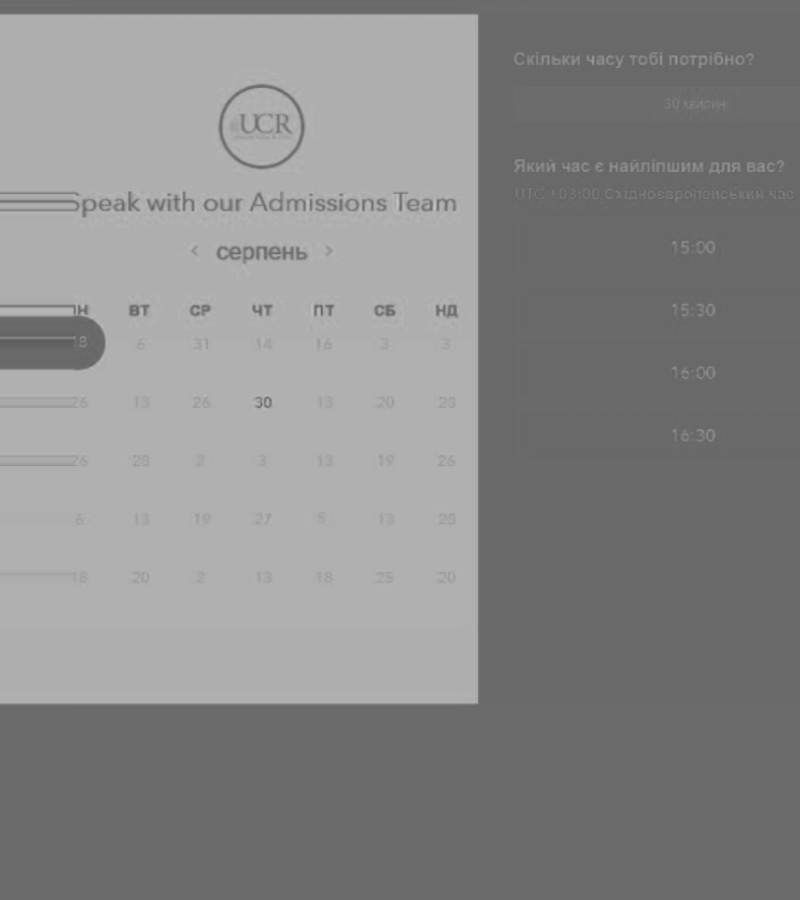 UCR
Speak with our Admissions Team
< серпень >
ПН ВТ СР ЧТ ПТ СБ НД
18 6 31 14 16 3 3
26 13 26 30 13 20 28
26 28 2 3 13 19 26
6 13 19 27 5 13 28
18 20 2 13 18 25 20
Скільки часу тобі потрібно?
30 хвилин
Який час є найліпшим для вас?
UTC +03:00 Східноєвропейський час
15:00
15:30
16:00
16:30